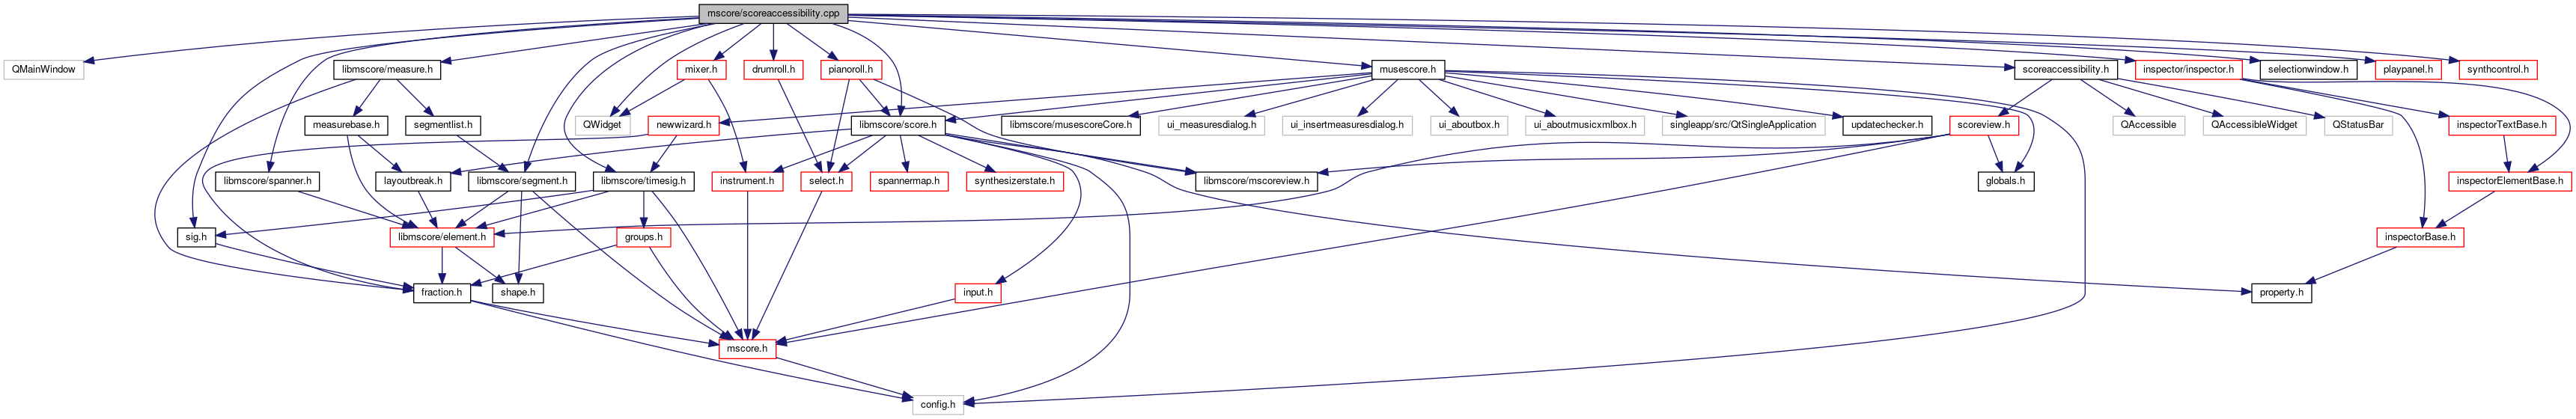 mscore/scoreaccessibility.cpp
QMainWindow
libmscore/measure.h
mixer.h
drumroll.h
pianoroll.h
musescore.h
scoreaccessibility.h
inspector/inspector.h
selectionwindow.h
playpanel.h
synthcontrol.h
measurebase.h
segmentlist.h
QWidget
newwizard.h
libmscore/score.h
libmscore/musescoreCore.h
ui_measuresdialog.h
ui_insertmeasuresdialog.h
ui_aboutbox.h
ui_aboutmusicxmlbox.h
singleapp/src/QtSingleApplication
updatechecker.h
scoreview.h
QAccessible
QAccessibleWidget
QStatusBar
inspectorTextBase.h
libmscore/spanner.h
layoutbreak.h
libmscore/segment.h
libmscore/timesig.h
instrument.h
select.h
spannermap.h
synthesizerstate.h
libmscore/mscoreview.h
globals.h
inspectorElementBase.h
sig.h
libmscore/element.h
groups.h
inspectorBase.h
fraction.h
shape.h
input.h
property.h
mscore.h
config.h